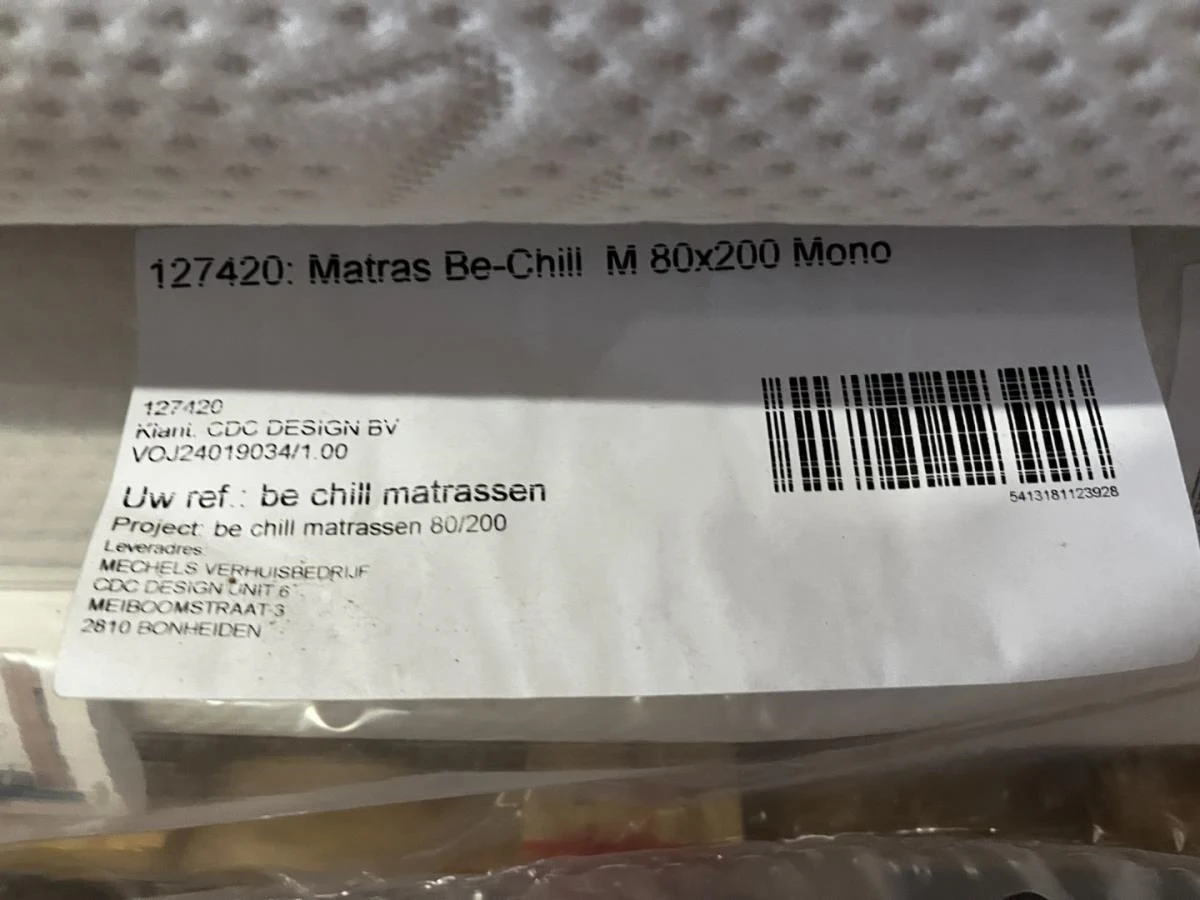 127420: Matras Be-Chill M 80x200 Mono
127420
Klant: CDC DESIGN BV
VOJ24019034/1.00
Uw ref.: be chill matrassen
Project: be chill matrassen 80/200
Leveradres:
MECHELS VERHUISBEDRIJF
CDC DESIGN UNIT 6
MEIBOOMSTRAAT 3
2810 BONHEIDEN
5413181123928